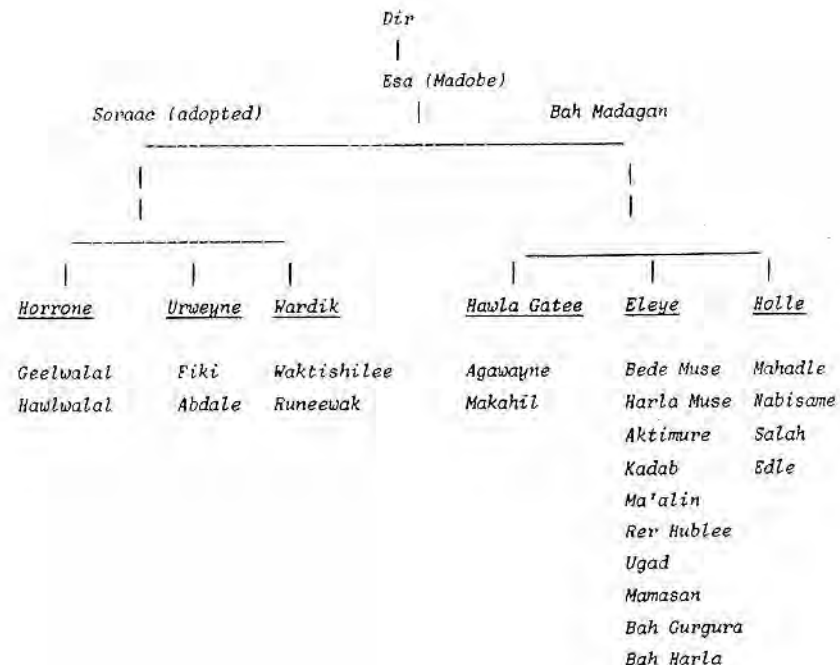 Dir
Esa (Madobe)
Soraac (adopted) Bah Madagan
Horrone Urweyne Wardik Hawla Gatee Eleye Holle
Geelwalal Fiki Waktishilee Agawayne Bede Muse Mahadle
Hawlwalal Abdale Runeewak Makahil Harla Muse Nabisame
Aktimure Salah
Kadab Edle
Ma'alin
Rer Hublee
Ugad
Mamasan
Bah Gurgura
Bah Harla